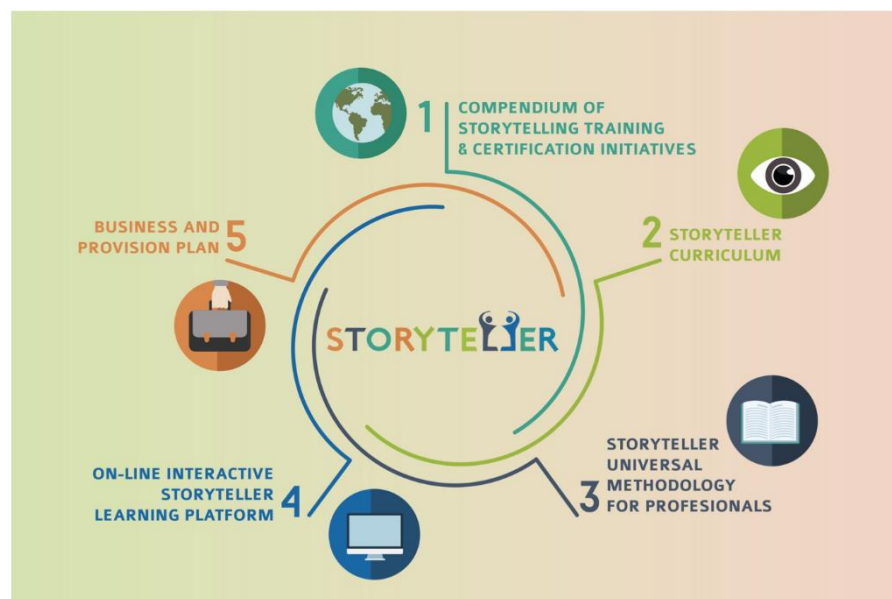 1
COMPENDIUM OF
STORYTELLING TRAINING
& CERTIFICATION INITIATIVES
2
STORYTELLER
CURRICULUM
3
STORYTELLER
UNIVERSAL
METHODOLOGY
FOR PROFESIONALS
4
ON-LINE INTERACTIVE
STORYTELLER
LEARNING PLATFORM
5
BUSINESS AND
PROVISION PLAN
STORYTELLER